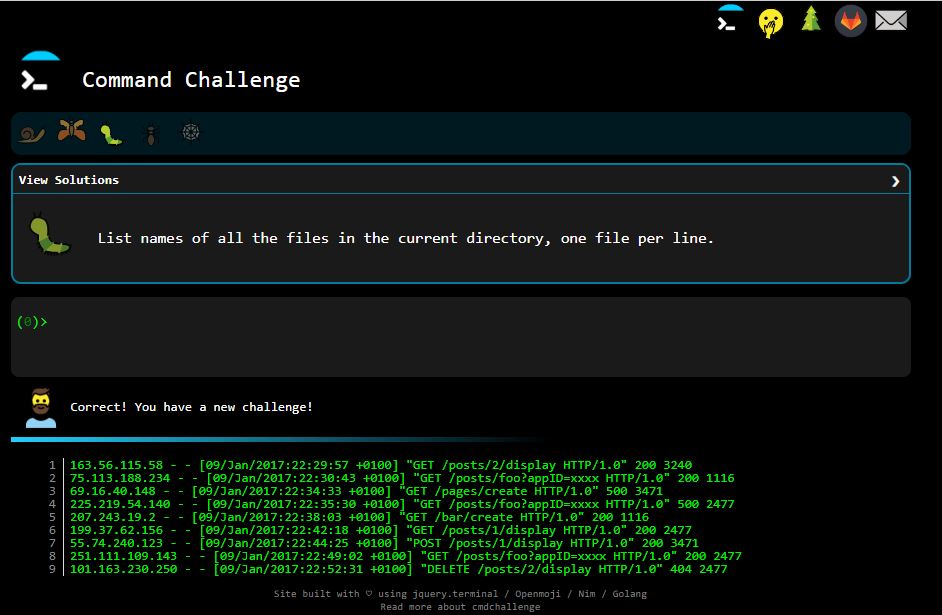 Command Challenge
View Solutions
List names of all the files in the current directory, one file per line.
(0)>
Correct! You have a new challenge!
1 163.56.115.58 - - [09/Jan/2017:22:29:57 +0100] "GET /posts/2/display HTTP/1.0" 200 3240
2 75.113.188.234 - - [09/Jan/2017:22:30:43 +0100] "GET /posts/foo?appID=xxxx HTTP/1.0" 200 1116
3 69.16.40.148 - - [09/Jan/2017:22:34:33 +0100] "GET /pages/create HTTP/1.0" 500 3471
4 225.219.54.140 - - [09/Jan/2017:22:35:30 +0100] "GET /posts/foo?appID=xxxx HTTP/1.0" 500 2477
5 207.243.19.2 - - [09/Jan/2017:22:38:03 +0100] "GET /bar/create HTTP/1.0" 200 1116
6 199.37.62.156 - - [09/Jan/2017:22:42:18 +0100] "GET /posts/1/display HTTP/1.0" 200 2477
7 55.74.240.123 - - [09/Jan/2017:22:44:25 +0100] "POST /posts/1/display HTTP/1.0" 200 3471
8 251.111.109.143 - - [09/Jan/2017:22:49:02 +0100] "GET /posts/foo?appID=xxxx HTTP/1.0" 200 2477
9 101.163.230.250 - - [09/Jan/2017:22:52:31 +0100] "DELETE /posts/2/display HTTP/1.0" 404 2477
Site built with ♡ using jquery.terminal / Openmoji / Nim / Golang
Read more about cmdchallenge